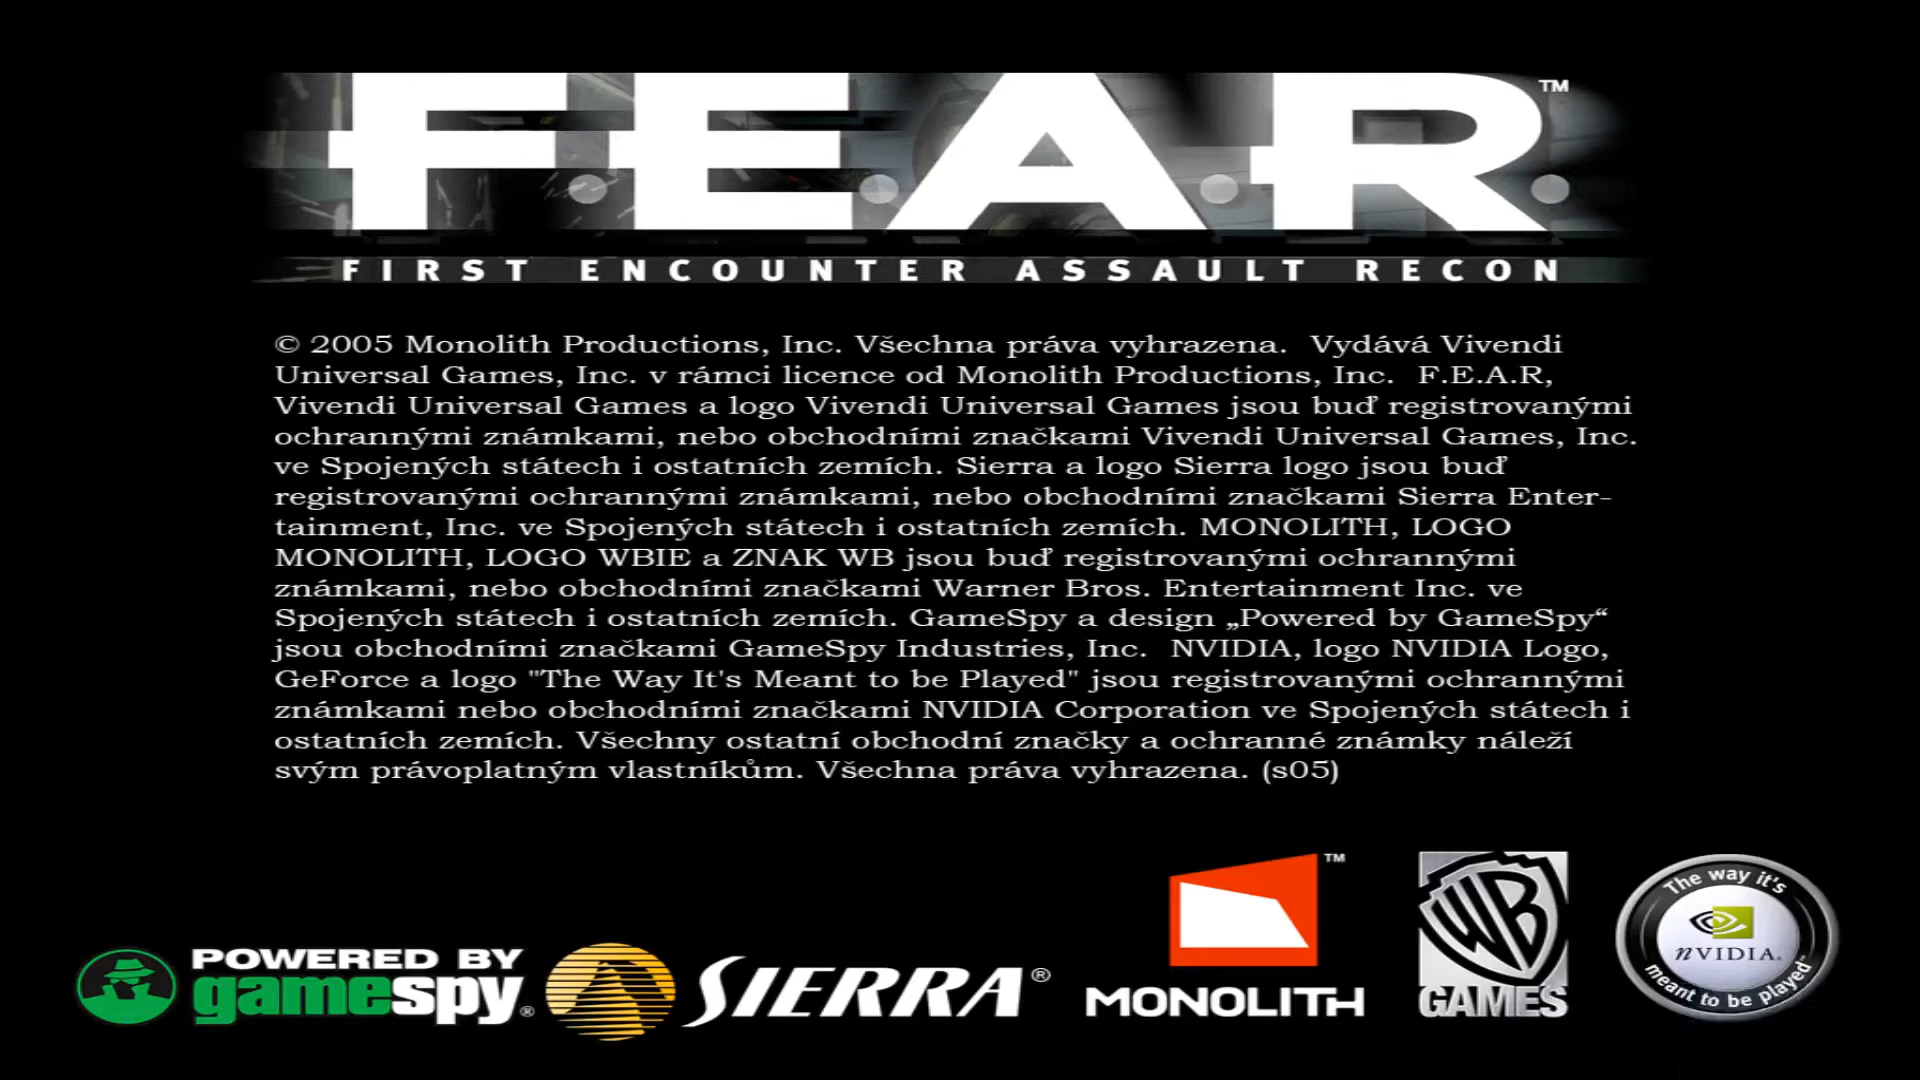 F.E.A.R.™
FIRST ENCOUNTER ASSAULT RECON
© 2005 Monolith Productions, Inc. Všechna práva vyhrazena.  Vydává Vivendi
Universal Games, Inc. v rámci licence od Monolith Productions, Inc.  F.E.A.R,
Vivendi Universal Games a logo Vivendi Universal Games jsou buď registrovanými
ochrannými známkami, nebo obchodními značkami Vivendi Universal Games, Inc.
ve Spojených státech i ostatních zemích. Sierra a logo Sierra logo jsou buď
registrovanými ochrannými známkami, nebo obchodními značkami Sierra Enter-
tainment, Inc. ve Spojených státech i ostatních zemích. MONOLITH, LOGO
MONOLITH, LOGO WBIE a ZNAK WB jsou buď registrovanými ochrannými
známkami, nebo obchodními značkami Warner Bros. Entertainment Inc. ve
Spojených státech i ostatních zemích. GameSpy a design „Powered by GameSpy“
jsou obchodními značkami GameSpy Industries, Inc.  NVIDIA, logo NVIDIA Logo,
GeForce a logo "The Way It's Meant to be Played" jsou registrovanými ochrannými
známkami nebo obchodními značkami NVIDIA Corporation ve Spojených státech i
ostatních zemích. Všechny ostatní obchodní značky a ochranné známky náleží
svým právoplatným vlastníkům. Všechna práva vyhrazena. (s05)
POWERED BY
gamespy®
SIERRA®
MONOLITH™
WB
GAMES
The way it's
nVIDIA.
meant to be played™